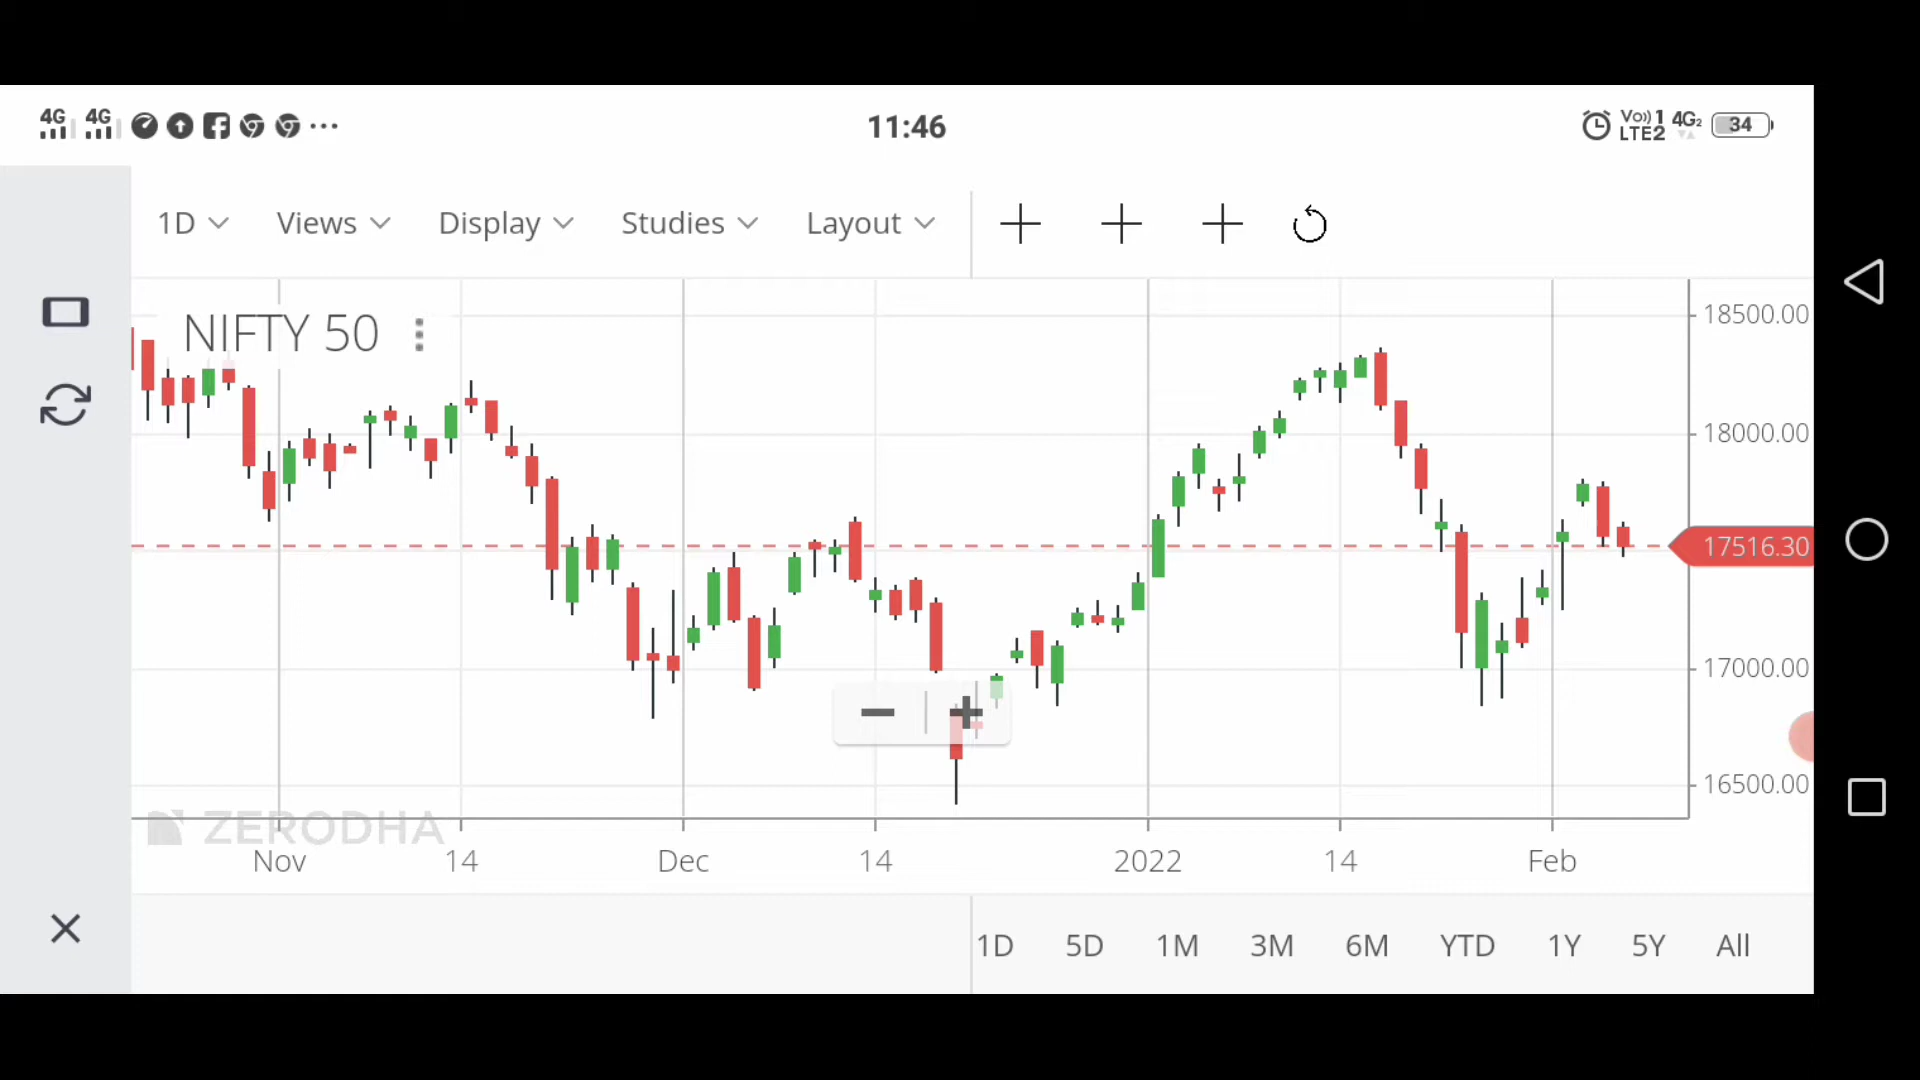 4G 4G 11:46 Vo)) 1 4G2 34
LTE2
1D Views Display Studies Layout
NIFTY 50
18500.00
18000.00
17516.30
17000.00
16500.00
ZERODHA
Nov 14 Dec 14 2022 14 Feb
1D 5D 1M 3M 6M YTD 1Y 5Y All